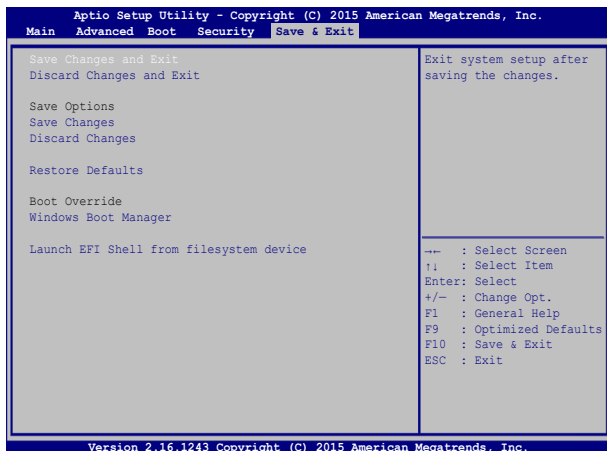 Aptio Setup Utility - Copyright (C) 2015 American Megatrends, Inc.
Main Advanced Boot Security Save & Exit
Save Changes and Exit
Discard Changes and Exit
Save Options
Save Changes
Discard Changes
Restore Defaults
Boot Override
Windows Boot Manager
Launch EFI Shell from filesystem device
Exit system setup after
saving the changes.
→← : Select Screen
↑↓ : Select Item
Enter: Select
+/— : Change Opt.
F1 : General Help
F9 : Optimized Defaults
F10 : Save & Exit
ESC : Exit
Version 2.16.1243 Copyright (C) 2015 American Megatrends, Inc.